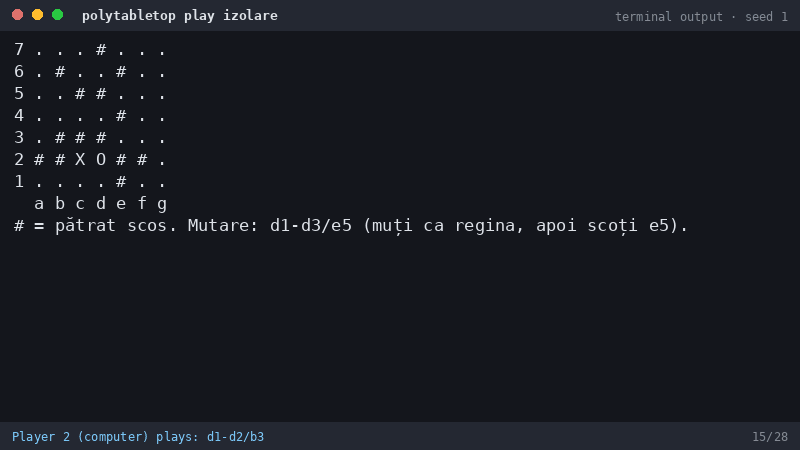 polytabletop play izolare
terminal output · seed 1
7 . . . # . . .
6 . # . . # . .
5 . . # # . . .
4 . . . . # . .
3 . # # # . . .
2 # # X O # # .
1 . . . . # . .
a b c d e f g
# = pătrat scos. Mutare: d1-d3/e5 (muți ca regina, apoi scoți e5).
Player 2 (computer) plays: d1-d2/b3
15/28